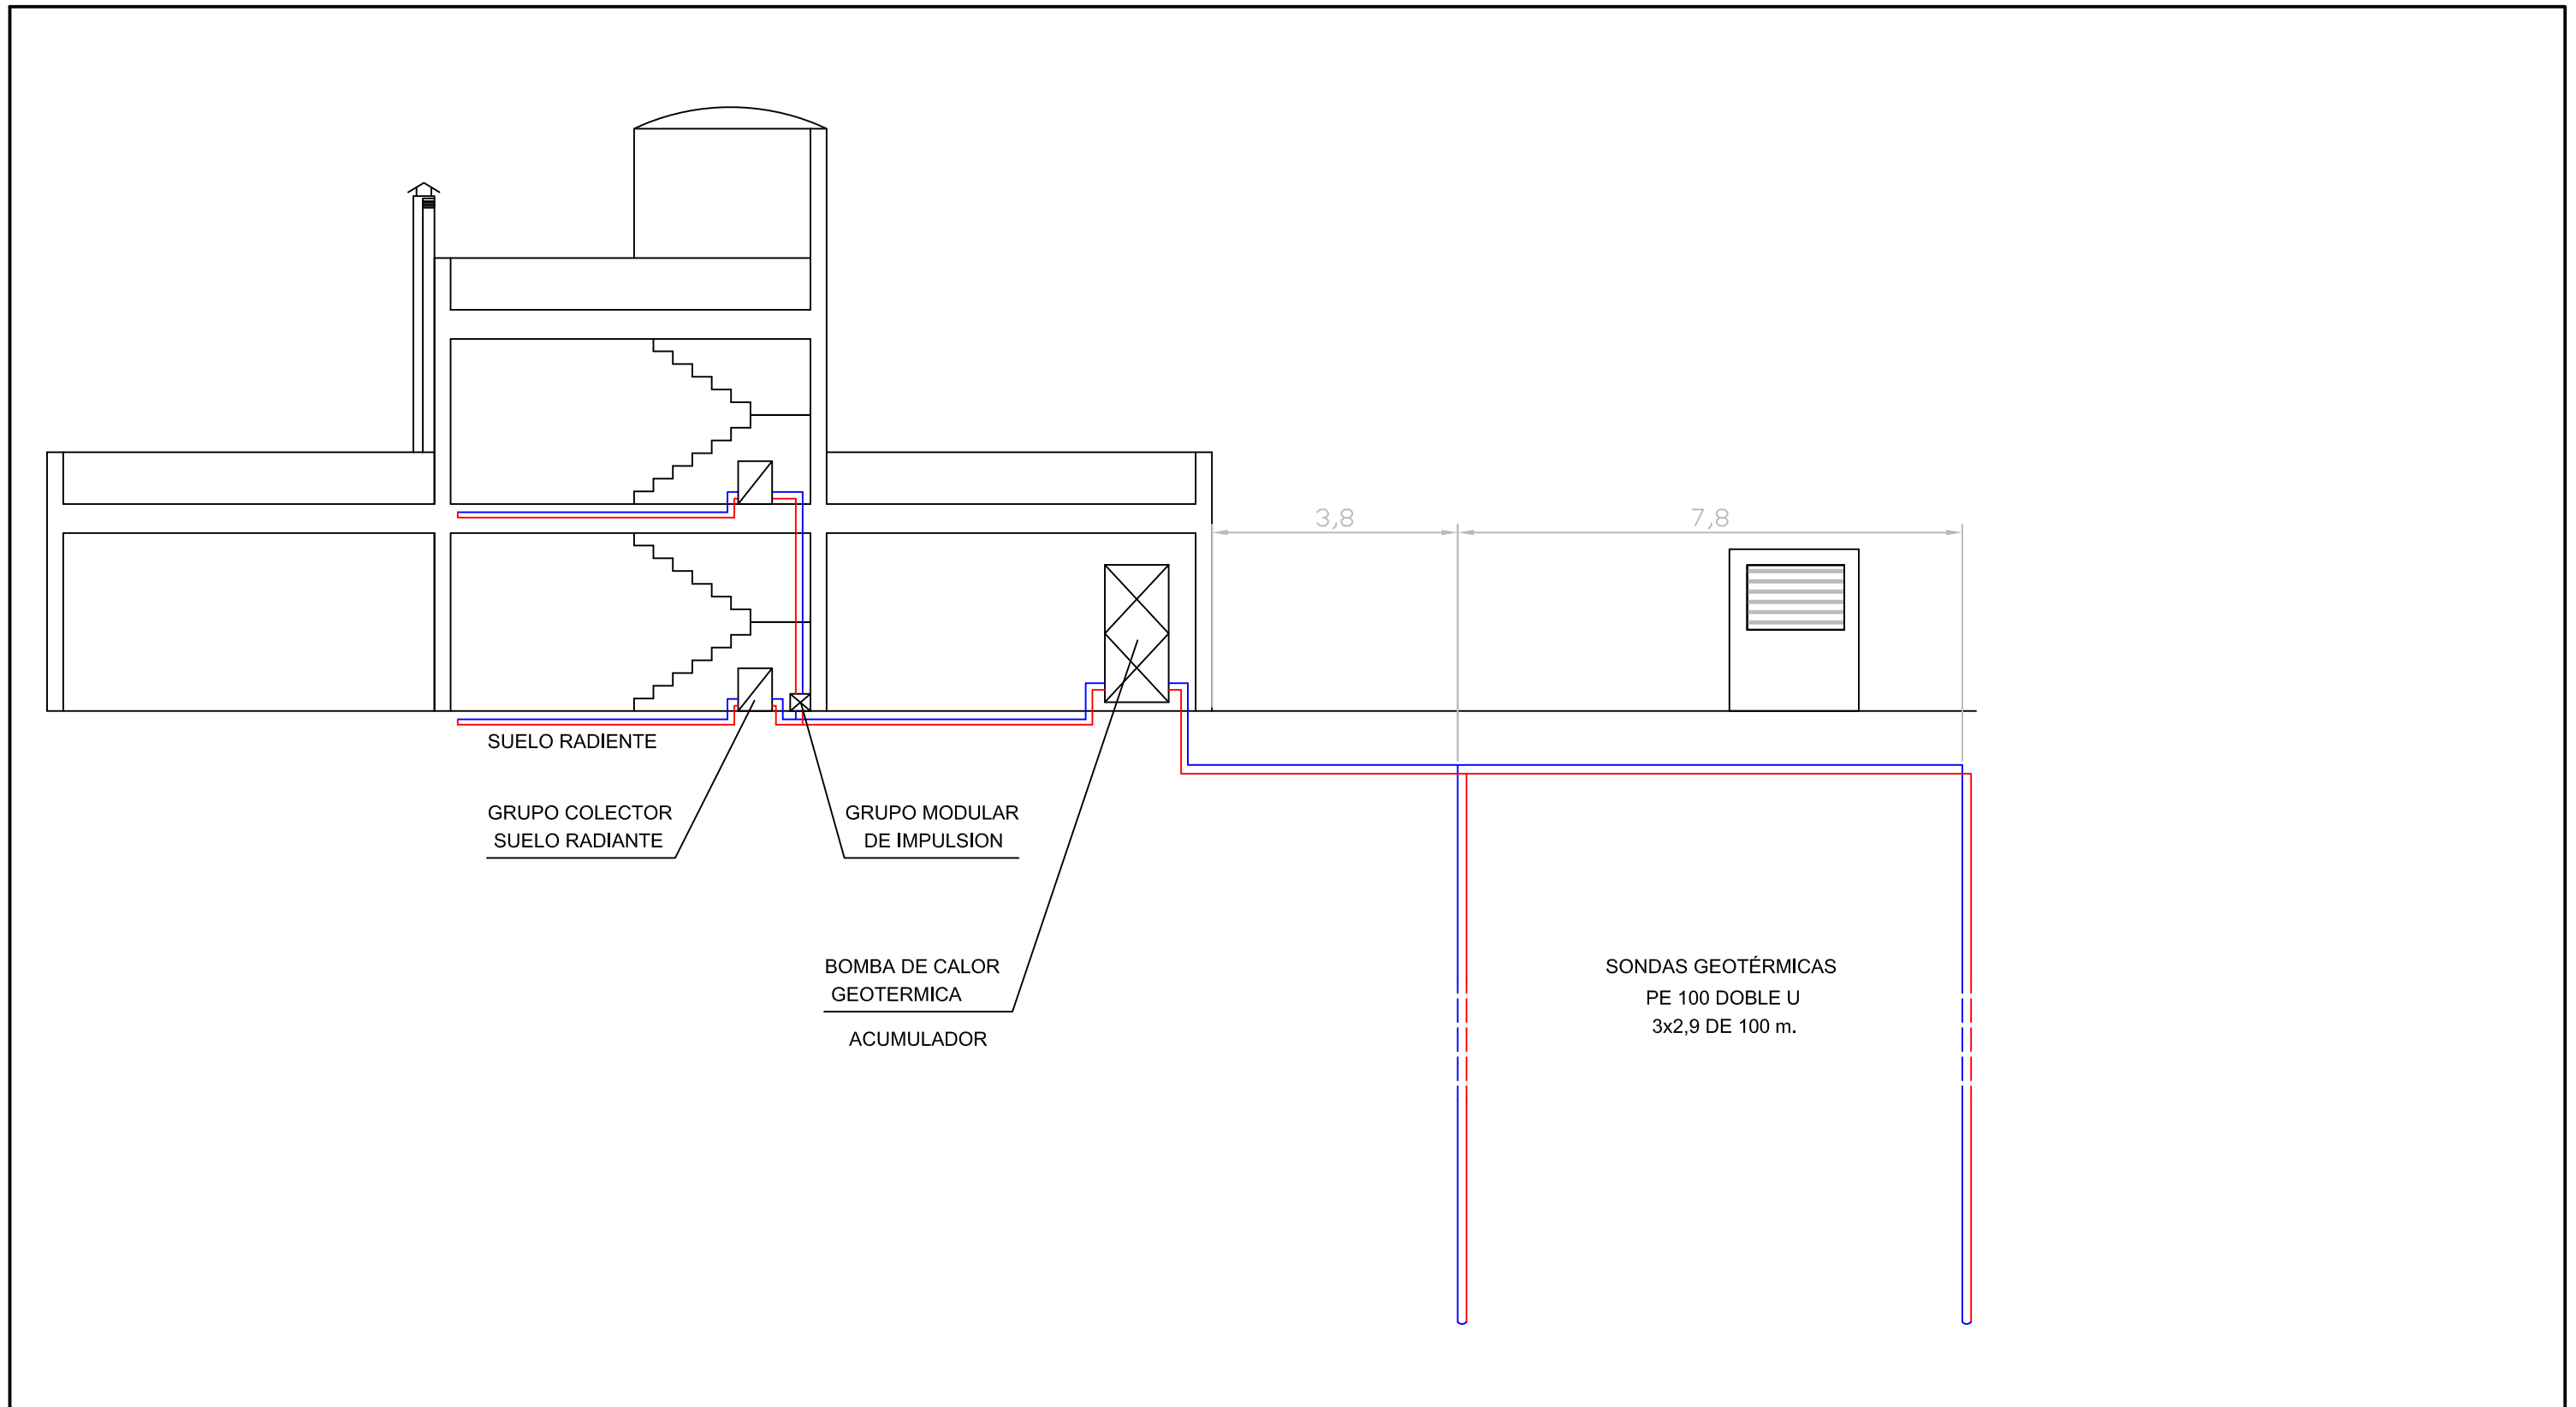 3,8
7,8
SUELO RADIENTE
GRUPO COLECTOR
SUELO RADIANTE
GRUPO MODULAR
DE IMPULSION
BOMBA DE CALOR
GEOTERMICA
ACUMULADOR
SONDAS GEOTÉRMICAS
PE 100 DOBLE U
3x2,9 DE 100 m.